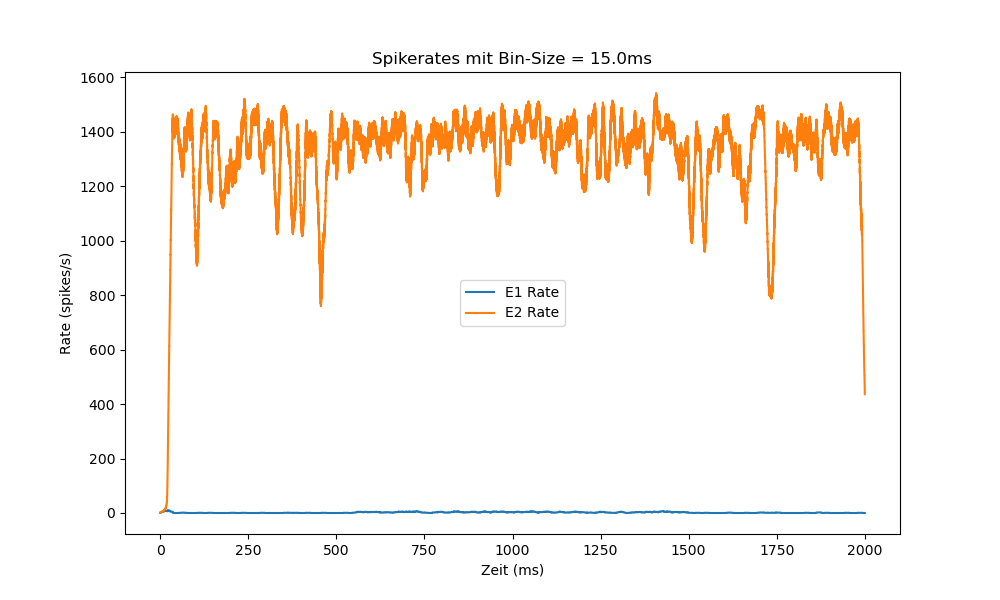 Spikerates mit Bin-Size = 15.0ms
Rate (spikes/s)
1600
1400
1200
1000
800
600
400
200
0
E1 Rate
E2 Rate
0 250 500 750 1000 1250 1500 1750 2000
Zeit (ms)